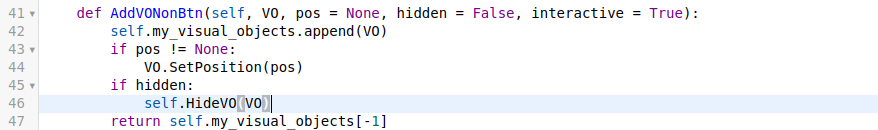 41 def AddVONonBtn(self, VO, pos = None, hidden = False, interactive = True):
42 self.my_visual_objects.append(VO)
43 if pos != None:
44 VO.SetPosition(pos)
45 if hidden:
46 self.HideVO(VO)
47 return self.my_visual_objects[-1]